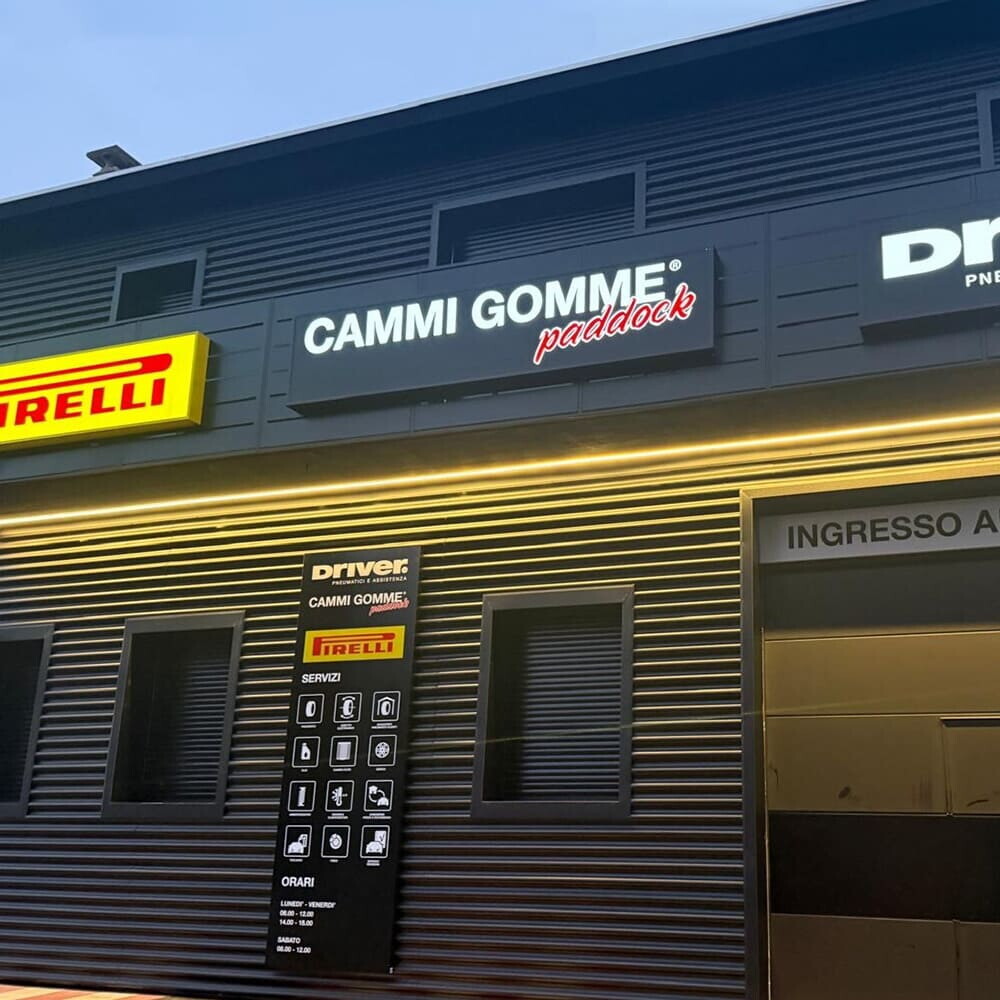 PIRELLI
CAMMI GOMME®
paddock
DR
PNE
INGRESSO A
DRIVER.
PNEUMATICI E ASSISTENZA
CAMMI GOMME®
paddock
PIRELLI
SERVIZI
ORARI
LUNEDI' - VENERDI'
08.00 - 12.00
14.00 - 18.00
SABATO
08.00 - 12.00